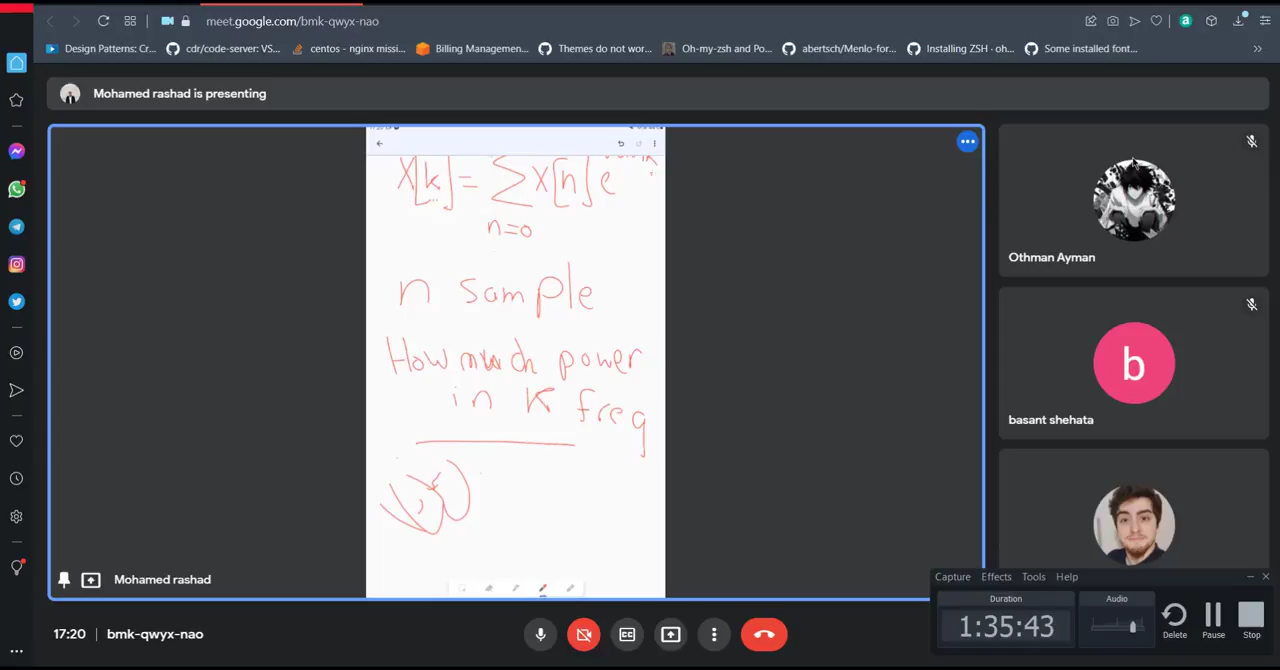 meet.google.com/bmk-qwyx-nao
Design Patterns: Cr... cdr/code-server: VS... centos - nginx missi... Billing Managemen... Themes do not wor... Oh-my-zsh and Po... abertsch/Menlo-for... Installing ZSH · oh... Some installed font...
Mohamed rashad is presenting
X[k] = ∑ X[n] e
n=0
n sample
How much power
in K freq
Othman Ayman
b
basant shehata
Mohamed rashad
17:20 | bmk-qwyx-nao
Capture Effects Tools Help
Duration Audio
1:35:43
Delete Pause Stop